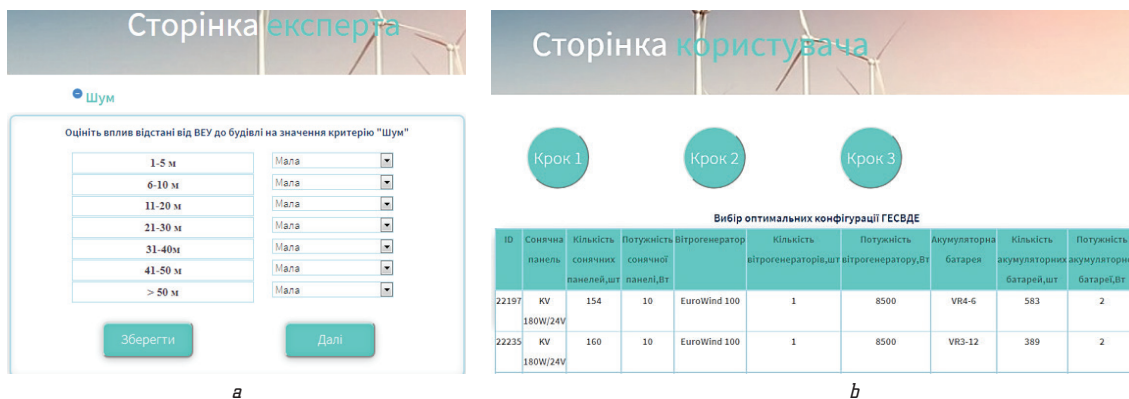 Сторінка експерта
Шум
Оцініть вплив відстані від ВЕУ до будівлі на значення критерію "Шум"
1-5 м Мала
6-10 м Мала
11-20 м Мала
21-30 м Мала
31-40м Мала
41-50 м Мала
> 50 м Мала
Зберегти Далі
a
Сторінка користувача
Крок 1 Крок 2 Крок 3
Вибір оптимальних конфігурації ГЕСВДЕ
ID Сонячна Кількість Потужність Вітрогенератор Кількість Потужність Акумуляторна Кількість Потужність
панель сонячних сонячної вітрогенераторів,шт вітрогенератору,Вт батарея акумуляторних акумуляторно
панелей,шт панелі,Вт батарей,шт батареї,Вт
22197 KV 154 10 EuroWind 100 1 8500 VR4-6 583 2
180W/24V
22235 KV 160 10 EuroWind 100 1 8500 VR3-12 389 2
180W/24V
b